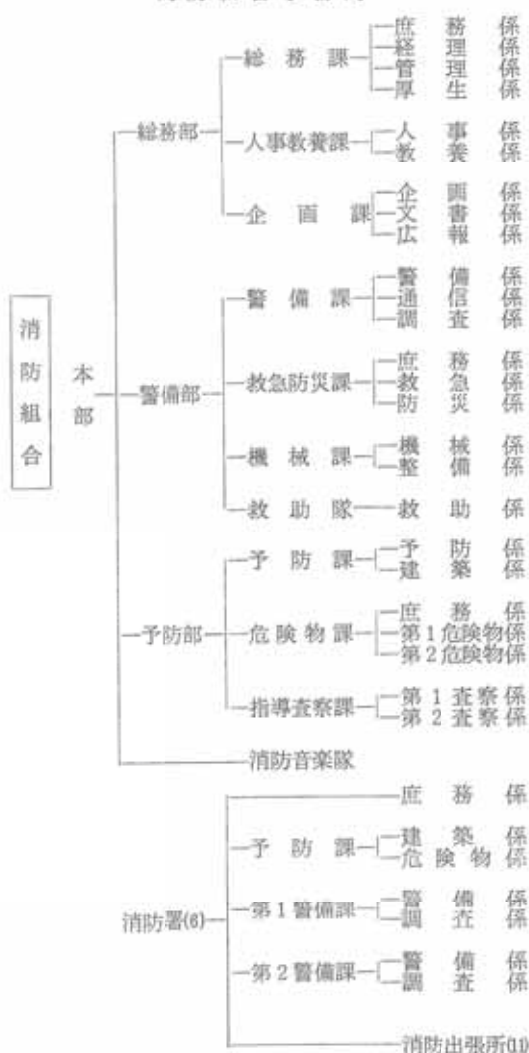 消防組合
本部
総務部
総務課
庶務係
経理係
管理係
厚生係
人事教養課
人事係
教養係
企画課
企画係
文書係
広報係
警備部
警備課
警備係
通信係
調査係
救急防災課
庶務係
救急係
防災係
機械課
機械係
整備係
救助隊
救助係
予防部
予防課
予防係
建築係
危険物課
庶務係
第1危険物係
第2危険物係
指導査察課
第1査察係
第2査察係
消防音楽隊
消防署(6)
庶務係
予防課
建築係
危険物係
第1警備課
警備係
調査係
第2警備課
警備係
調査係
消防出張所(11)